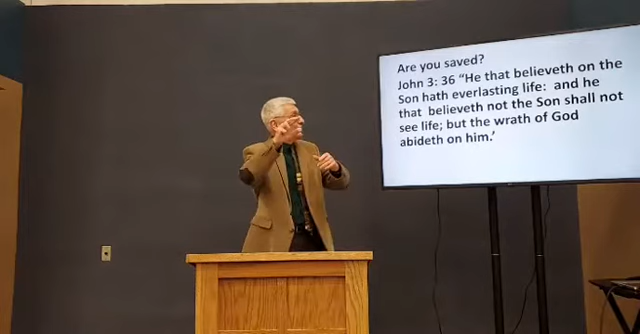 Are you saved?
John 3: 36 “He that believeth on the
Son hath everlasting life:  and he
that  believeth not the Son shall not
see life; but the wrath of God
abideth on him.’